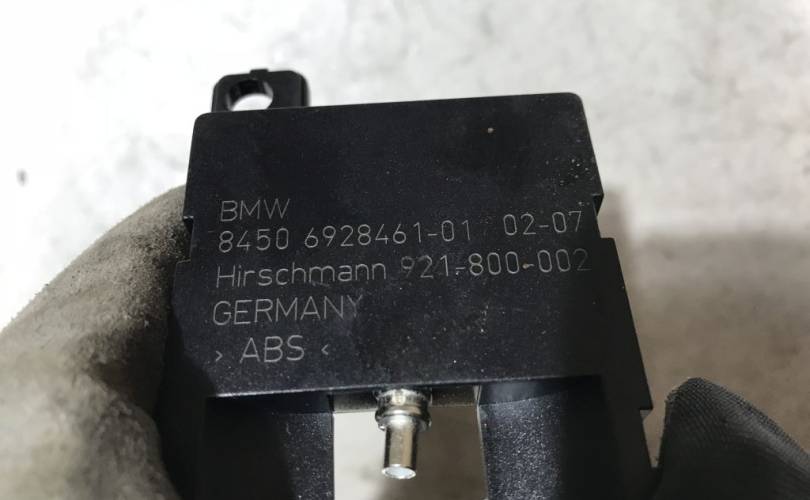 BMW
8450 6928461-01 02-07
Hirschmann 921-800-002
GERMANY
› ABS ‹